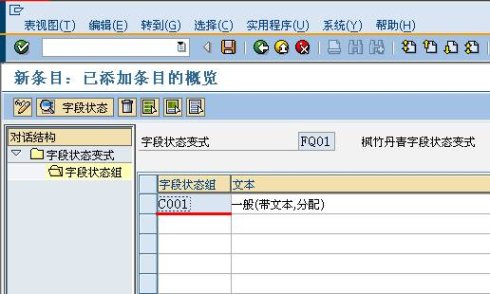 表视图(T) 编辑(E) 转到(G) 选择(C) 实用程序(U) 系统(Y) 帮助(H)
新条目: 已添加条目的概览
字段状态
对话结构
字段状态变式
字段状态组
字段状态变式 FQ01 枫竹丹青字段状态变式
字段状态组 文本
C001 一般(带文本,分配)